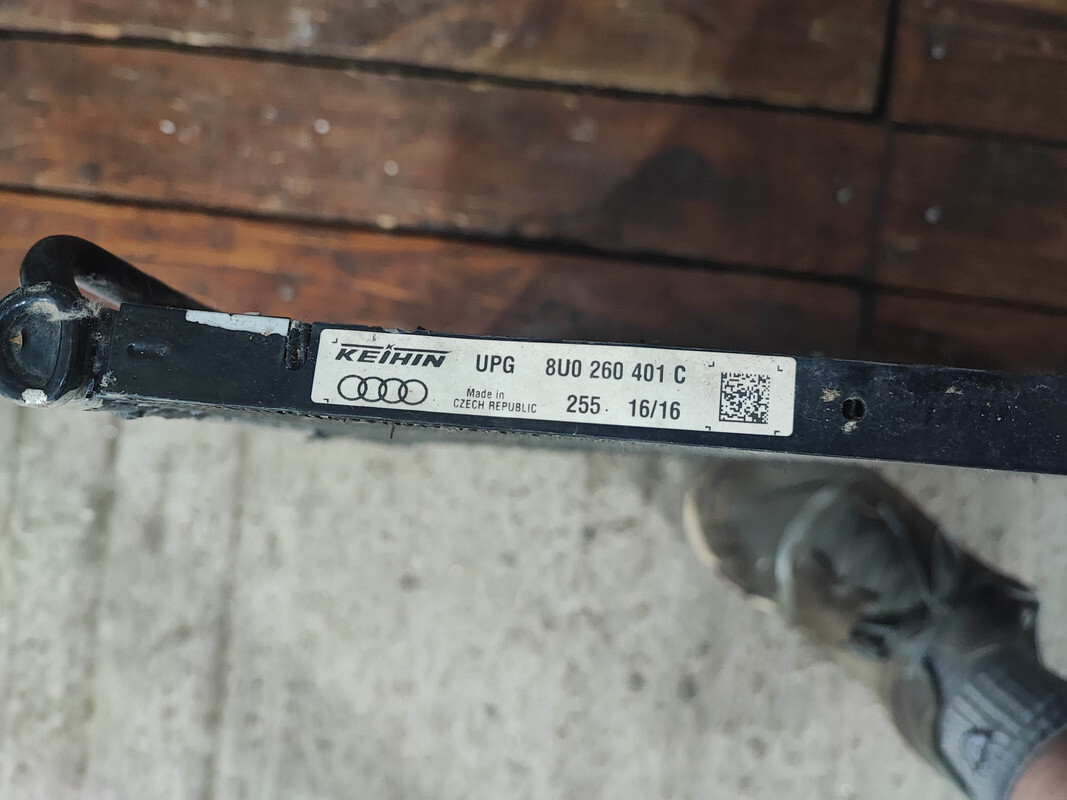 KEIHIN UPG 8U0 260 401 C
Made in
CZECH REPUBLIC 255 16/16